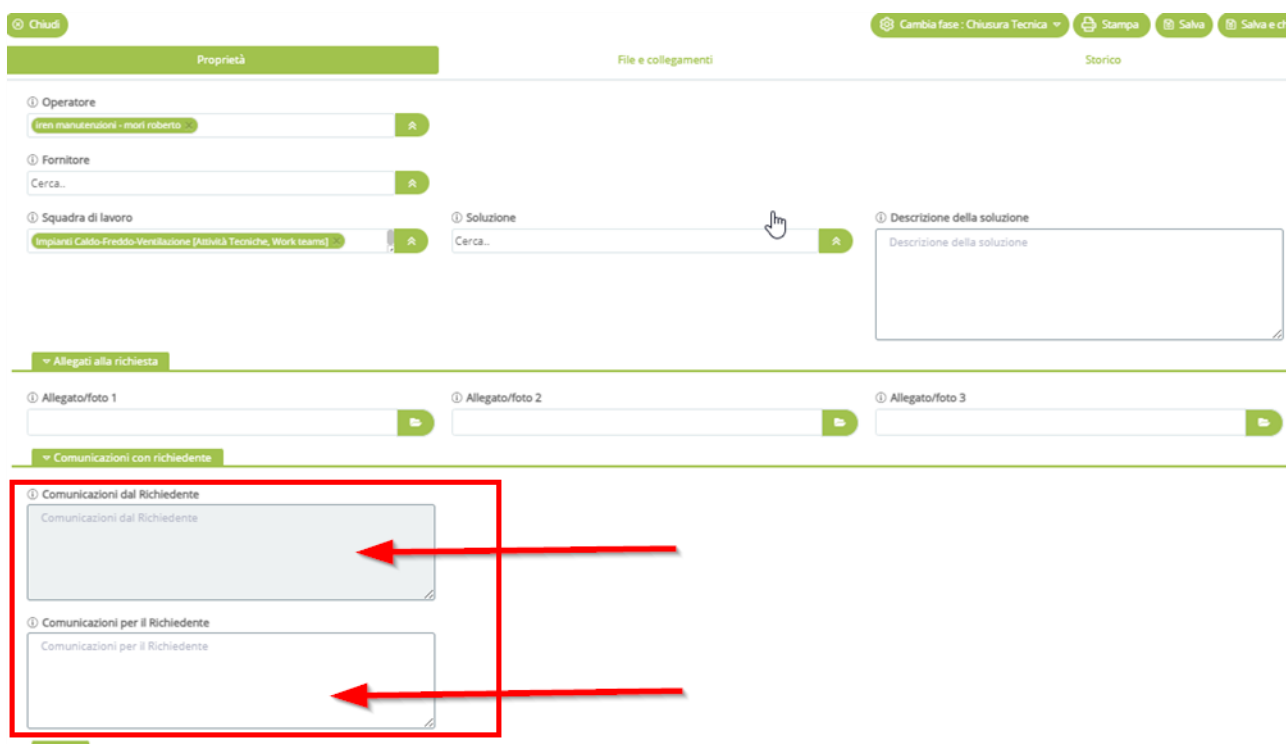 Chiudi
Cambia fase : Chiusura Tecnica
Stampa
Salva
Salva e ch
Proprietà
File e collegamenti
Storico
Operatore
iren manutenzioni - mori roberto ×
Fornitore
Cerca..
Squadra di lavoro
Soluzione
Descrizione della soluzione
Impianti Caldo-Freddo-Ventilazione [Attività Tecniche, Work teams] ×
Cerca..
Descrizione della soluzione
Allegati alla richiesta
Allegato/foto 1
Allegato/foto 2
Allegato/foto 3
Comunicazioni con richiedente
Comunicazioni dal Richiedente
Comunicazioni dal Richiedente
Comunicazioni per il Richiedente
Comunicazioni per il Richiedente